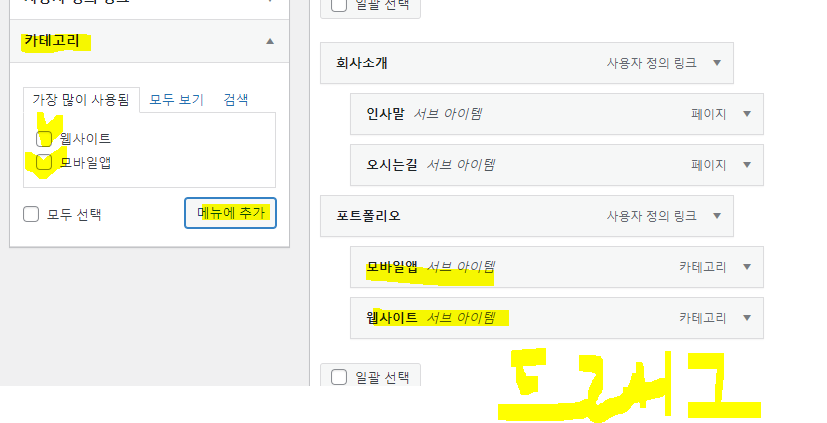 카테고리
가장 많이 사용됨 모두 보기 검색
웹사이트
모바일앱
모두 선택 메뉴에 추가
일괄 선택
회사소개 사용자 정의 링크
인사말 서브 아이템 페이지
오시는길 서브 아이템 페이지
포트폴리오 사용자 정의 링크
모바일앱 서브 아이템 카테고리
웹사이트 서브 아이템 카테고리
일괄 선택
드래그